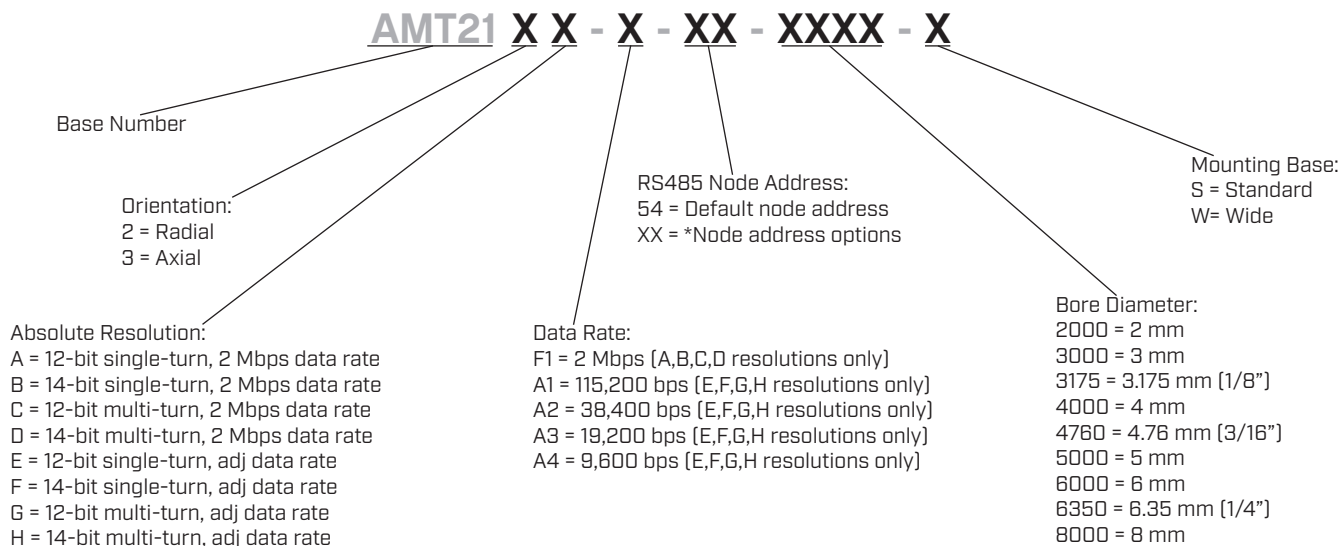 AMT21 X X - X - XX - XXXX - X
Base Number
Orientation:
2 = Radial
3 = Axial
Absolute Resolution:
A = 12-bit single-turn, 2 Mbps data rate
B = 14-bit single-turn, 2 Mbps data rate
C = 12-bit multi-turn, 2 Mbps data rate
D = 14-bit multi-turn, 2 Mbps data rate
E = 12-bit single-turn, adj data rate
F = 14-bit single-turn, adj data rate
G = 12-bit multi-turn, adj data rate
H = 14-bit multi-turn, adj data rate
Data Rate:
F1 = 2 Mbps (A,B,C,D resolutions only)
A1 = 115,200 bps (E,F,G,H resolutions only)
A2 = 38,400 bps (E,F,G,H resolutions only)
A3 = 19,200 bps (E,F,G,H resolutions only)
A4 = 9,600 bps (E,F,G,H resolutions only)
RS485 Node Address:
54 = Default node address
XX = *Node address options
Bore Diameter:
2000 = 2 mm
3000 = 3 mm
3175 = 3.175 mm (1/8”)
4000 = 4 mm
4760 = 4.76 mm (3/16”)
5000 = 5 mm
6000 = 6 mm
6350 = 6.35 mm (1/4”)
8000 = 8 mm
Mounting Base:
S = Standard
W= Wide